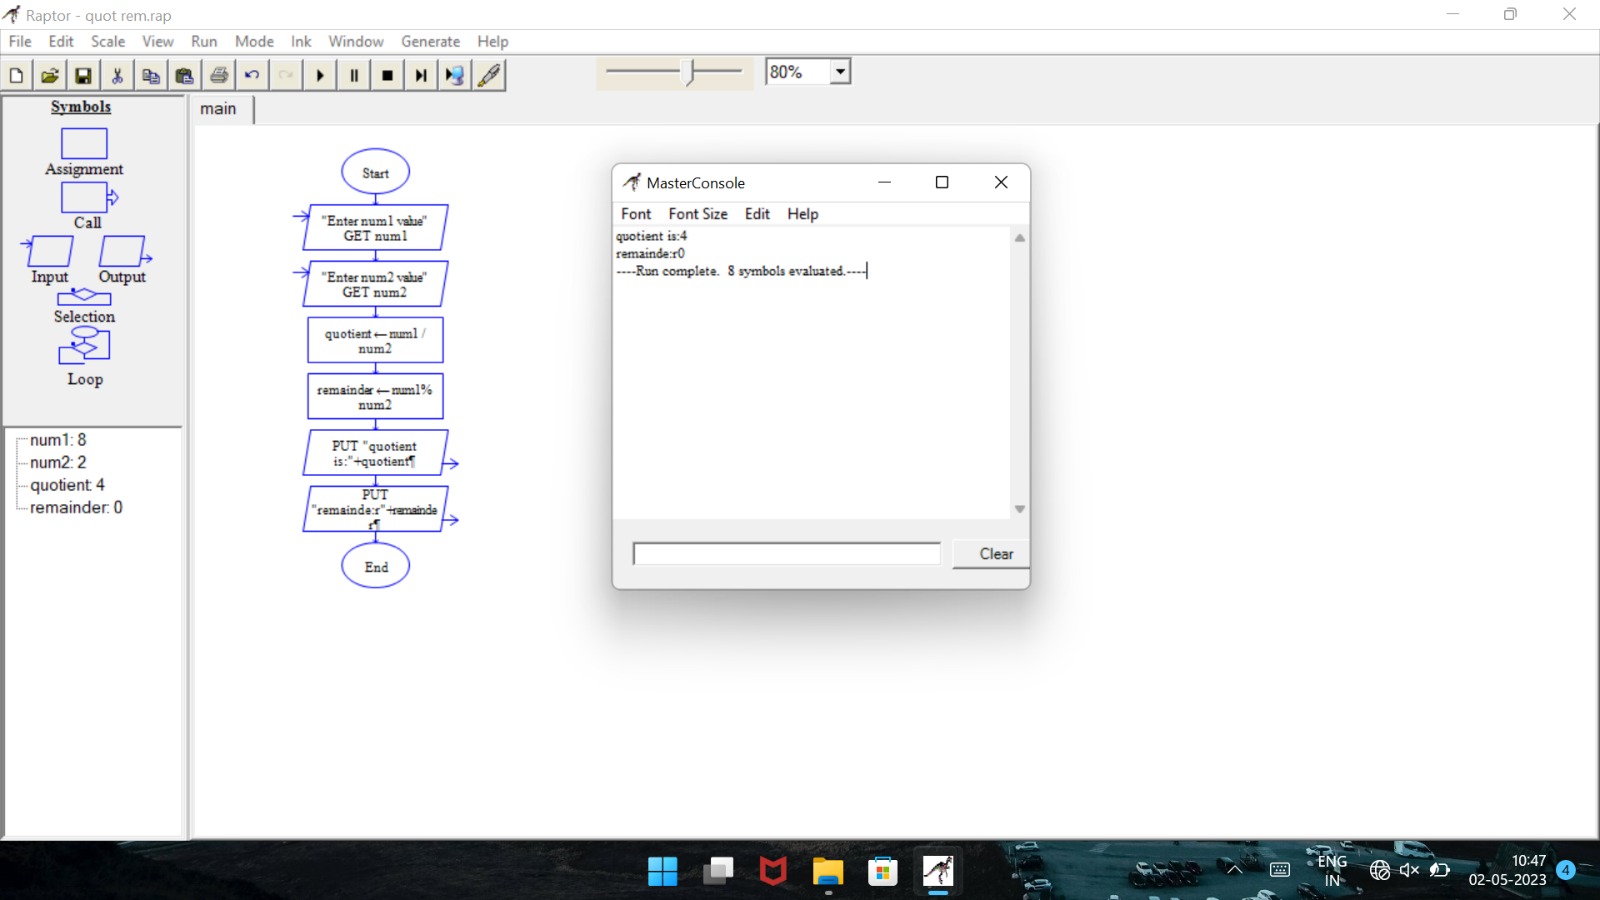 Raptor - quot rem.rap
File Edit Scale View Run Mode Ink Window Generate Help
80%
Symbols
Assignment
Call
Input Output
Selection
Loop
num1: 8
num2: 2
quotient: 4
remainder: 0
main
Start
"Enter num1 value"
GET num1
"Enter num2 value"
GET num2
quotient ← num1 /
num2
remainder ← num1%
num2
PUT "quotient
is:"+quotient¶
PUT
"remainde:r"+remainde
r¶
End
MasterConsole
Font Font Size Edit Help
quotient is:4
remainde:r0
----Run complete. 8 symbols evaluated.----
Clear
ENG
IN
10:47
02-05-2023
4